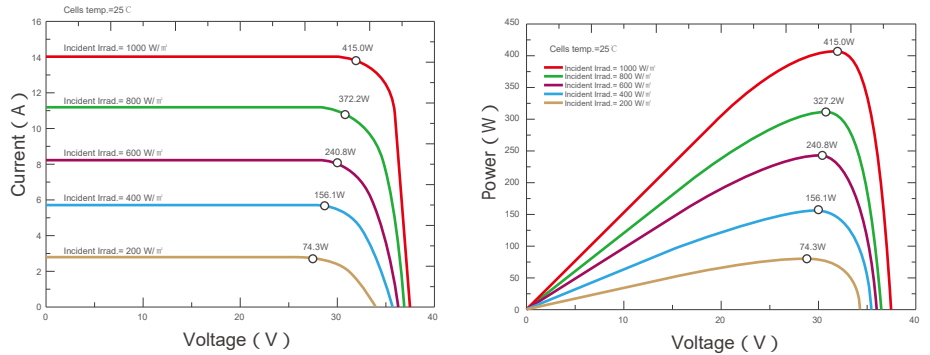 Cells temp.=25℃
16
14
12
10
8
6
4
2
0
Current ( A )
Incident Irrad.= 1000 W/㎡
415.0W
Incident Irrad.= 800 W/㎡
372.2W
Incident Irrad.= 600 W/㎡
240.8W
Incident Irrad.= 400 W/㎡
156.1W
Incident Irrad.= 200 W/㎡
74.3W
0
10
20
30
40
Voltage ( V )
450
400
350
300
250
200
150
100
50
0
Power ( W )
Cells temp.=25℃
Incident Irrad.= 1000 W/㎡
Incident Irrad.= 800 W/㎡
Incident Irrad.= 600 W/㎡
Incident Irrad.= 400 W/㎡
Incident Irrad.= 200 W/㎡
415.0W
327.2W
240.8W
156.1W
74.3W
0
10
20
30
40
Voltage ( V )